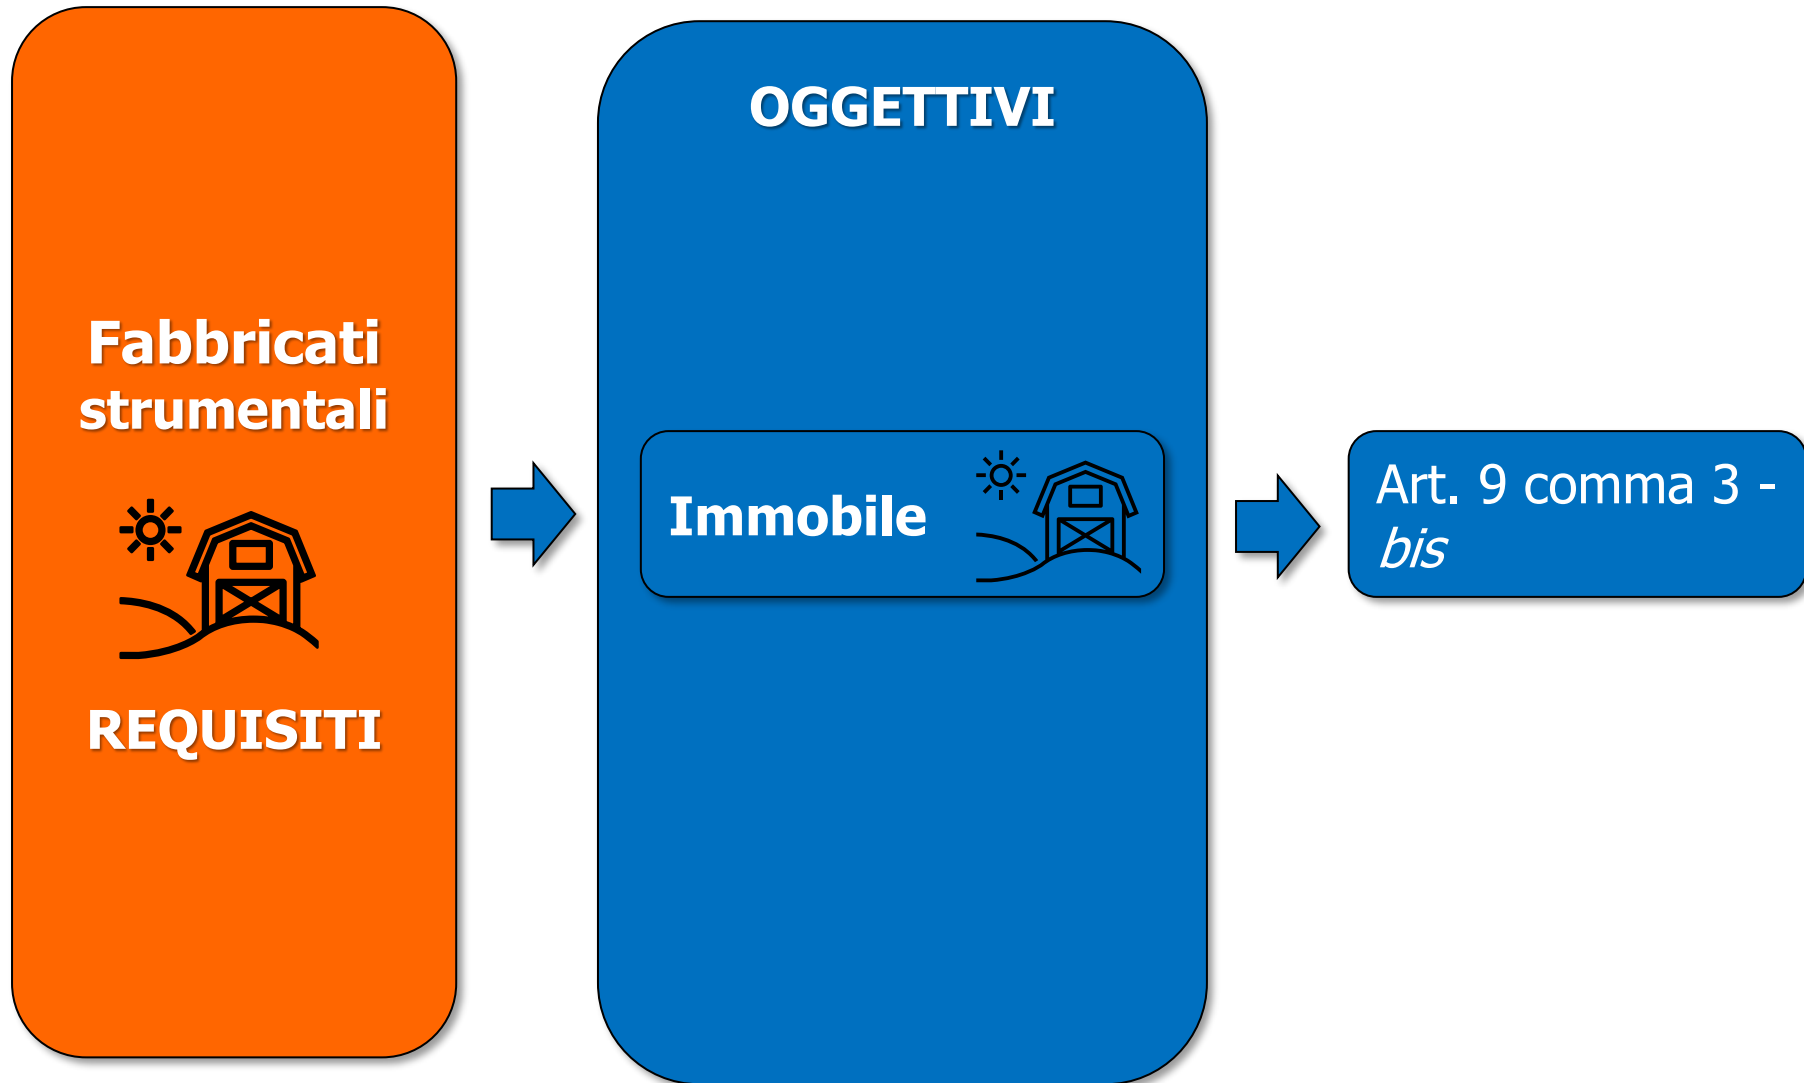 Fabbricati
strumentali
REQUISITI
OGGETTIVI
Immobile
Art. 9 comma 3 -
bis